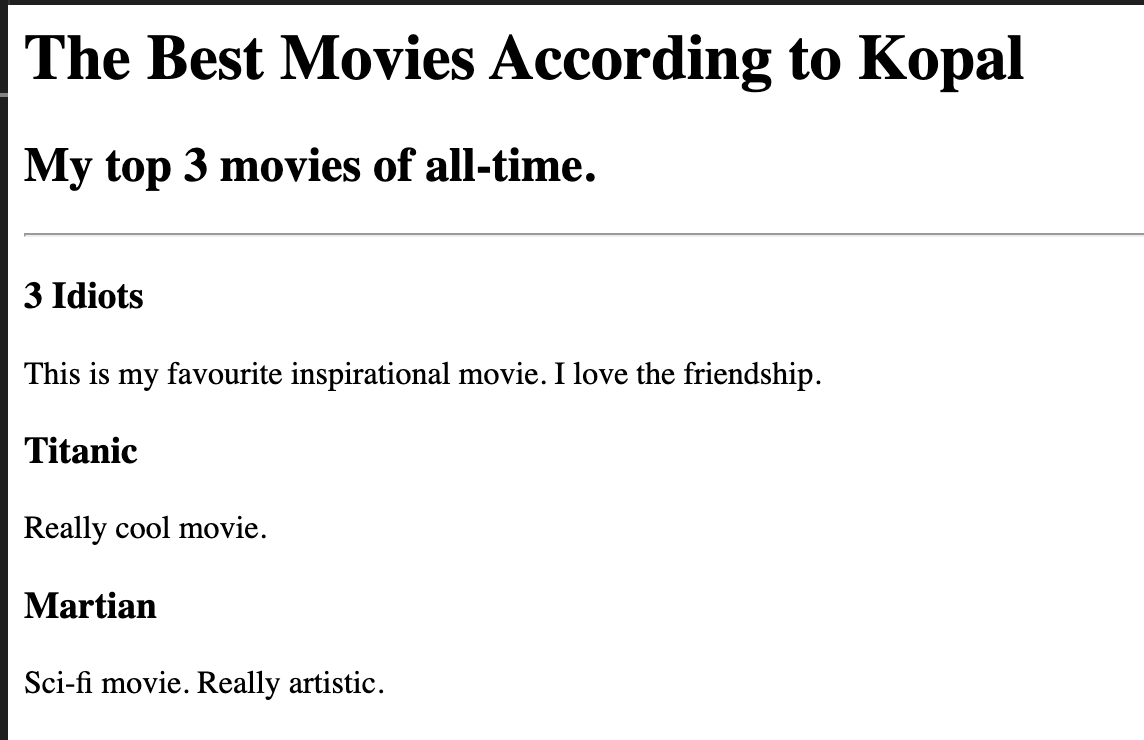 The Best Movies According to Kopal
My top 3 movies of all-time.
3 Idiots
This is my favourite inspirational movie. I love the friendship.
Titanic
Really cool movie.
Martian
Sci-fi movie. Really artistic.